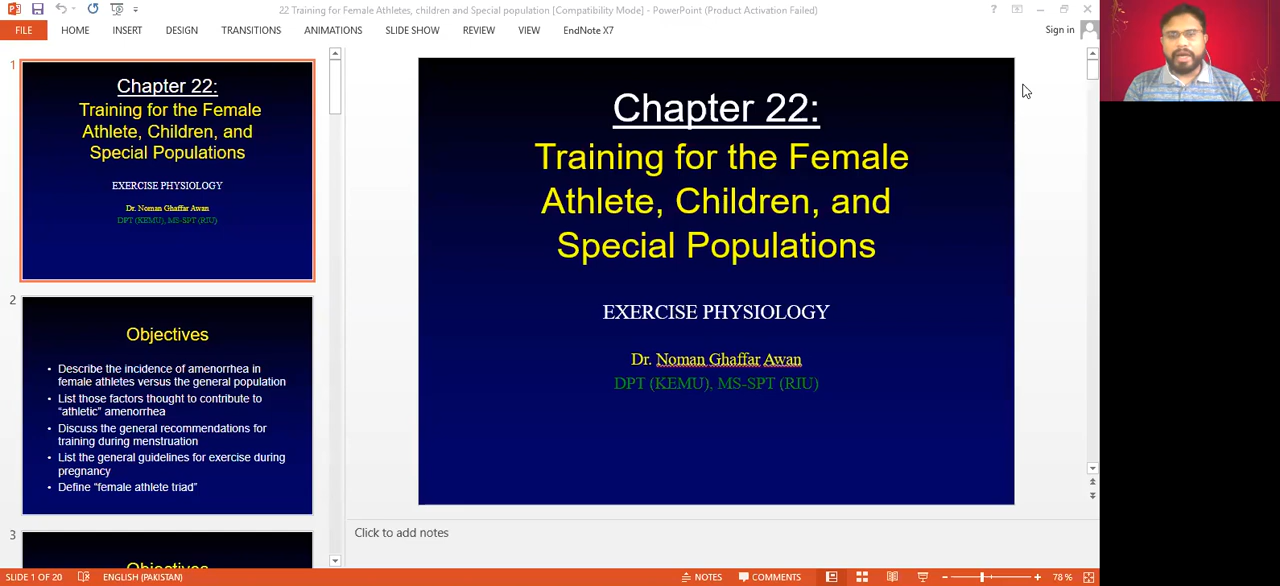 22 Training for Female Athletes, children and Special population [Compatibility Mode] - PowerPoint (Product Activation Failed)
FILE HOME INSERT DESIGN TRANSITIONS ANIMATIONS SLIDE SHOW REVIEW VIEW EndNote X7
Sign in
1
Chapter 22:
Training for the Female
Athlete, Children, and
Special Populations
EXERCISE PHYSIOLOGY
Dr. Noman Ghaffar Awan
DPT (KEMU), MS-SPT (RIU)
2
Objectives
• Describe the incidence of amenorrhea in
female athletes versus the general population
• List those factors thought to contribute to
“athletic” amenorrhea
• Discuss the general recommendations for
training during menstruation
• List the general guidelines for exercise during
pregnancy
• Define “female athlete triad”
3
Objectives
Chapter 22:
Training for the Female
Athlete, Children, and
Special Populations
EXERCISE PHYSIOLOGY
Dr. Noman Ghaffar Awan
DPT (KEMU), MS-SPT (RIU)
Click to add notes
SLIDE 1 OF 20 ENGLISH (PAKISTAN) NOTES COMMENTS 78 %